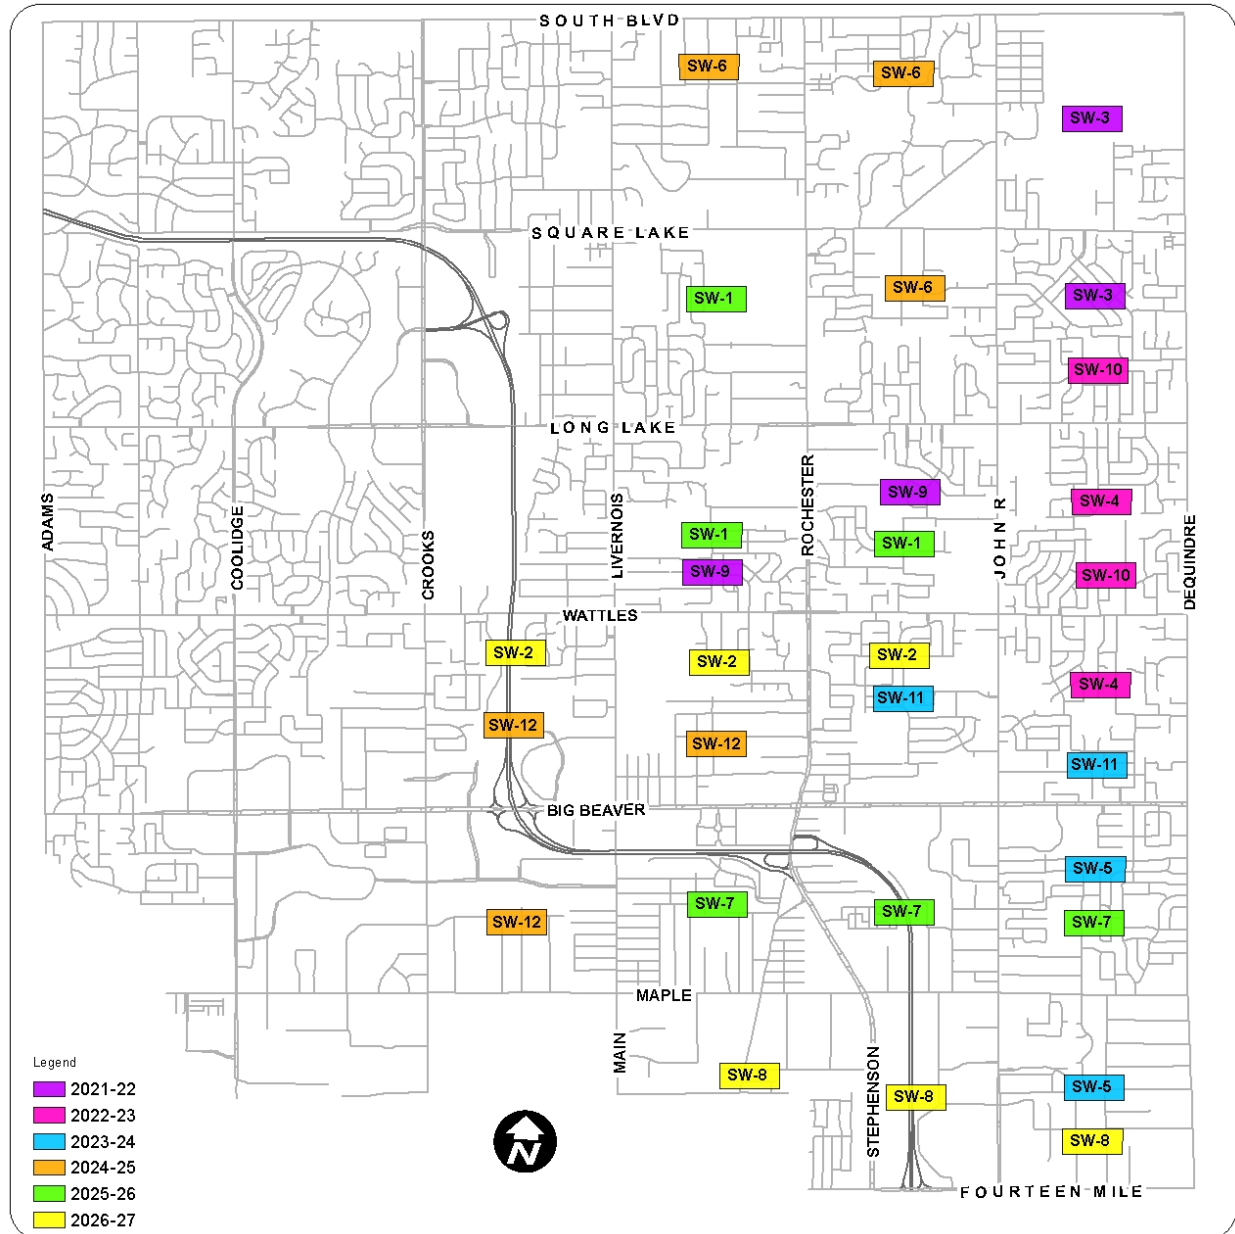 SOUTH BLVD
SW-6
SW-6
SW-3
SQUARE LAKE
SW-1
SW-6
SW-3
SW-10
LONG LAKE
ADAMS
COOLIDGE
CROOKS
LIVERNOIS
ROCHESTER
JOHN R
DEQUINDRE
SW-9
SW-4
SW-1
SW-1
SW-9
SW-10
WATTLES
SW-2
SW-2
SW-2
SW-11
SW-4
SW-12
SW-12
SW-11
BIG BEAVER
SW-5
SW-7
SW-7
SW-7
SW-12
MAPLE
MAIN
STEPHENSON
SW-8
SW-8
SW-5
SW-8
FOURTEEN MILE
N
Legend
2021-22
2022-23
2023-24
2024-25
2025-26
2026-27